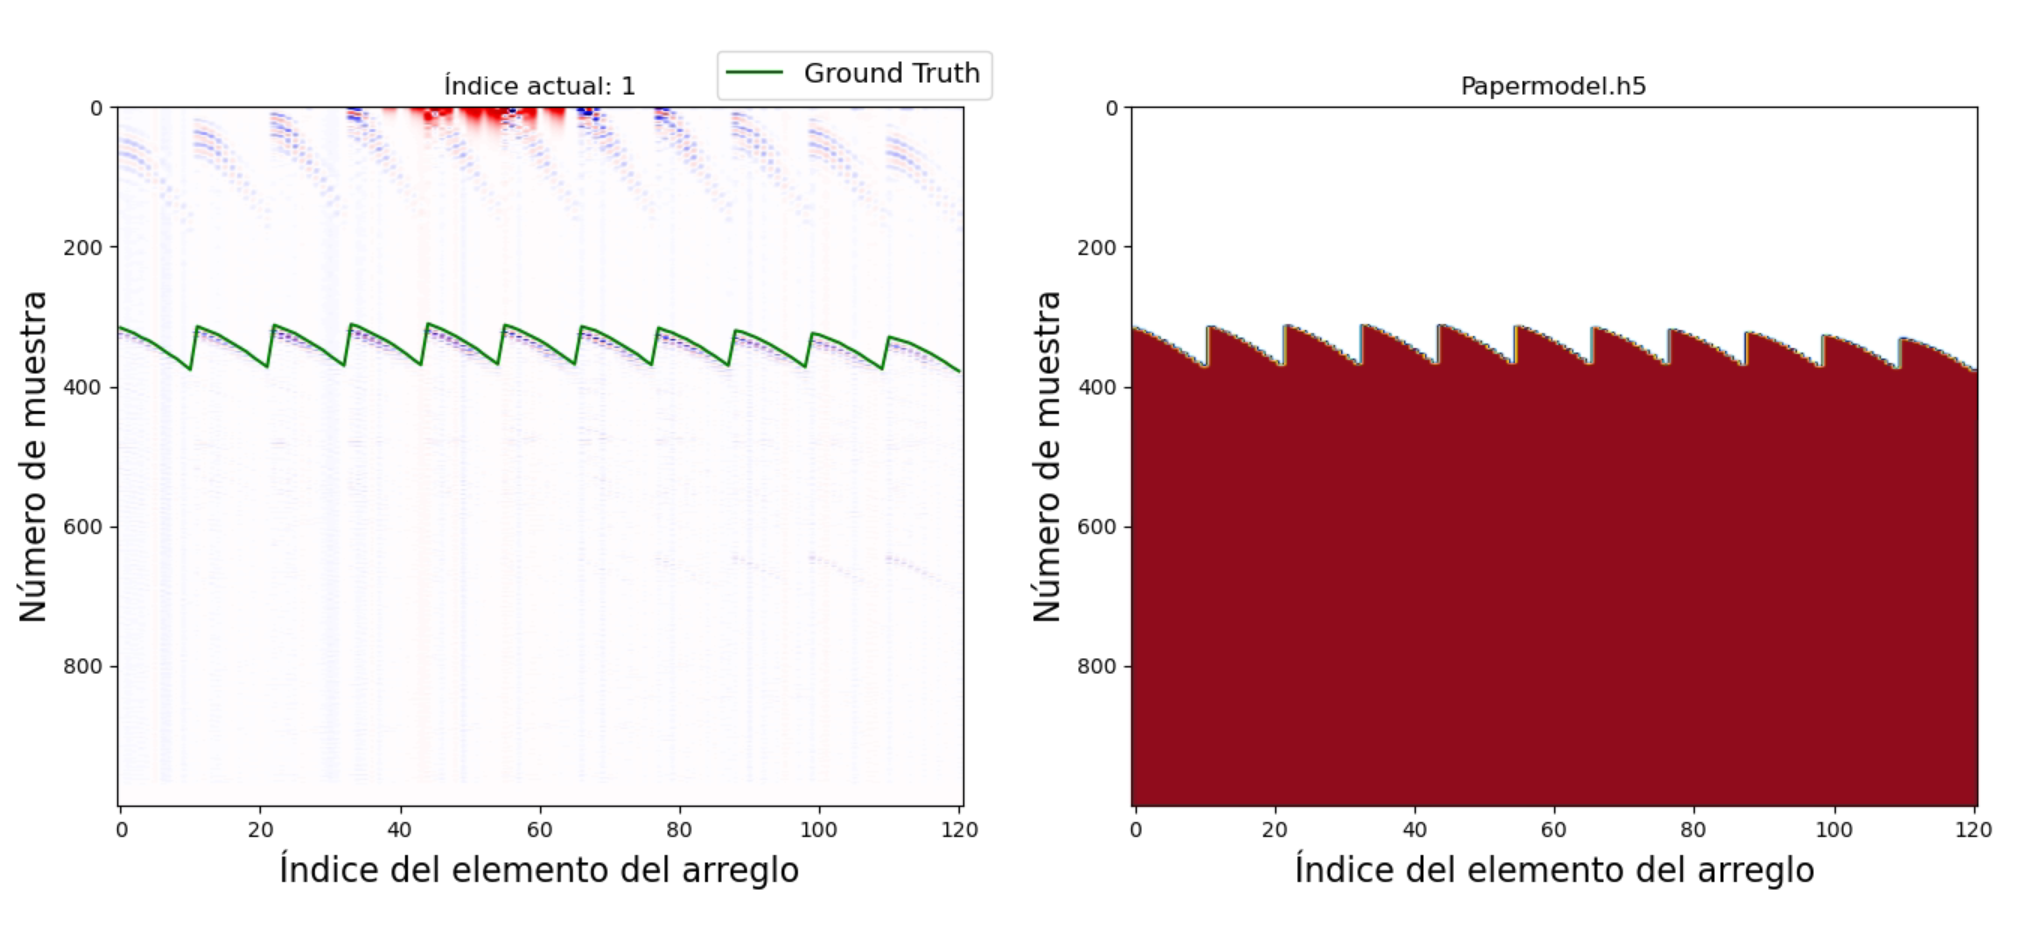 Ground Truth
Índice actual: 1
0
200
400
600
800
0 20 40 60 80 100 120
Número de muestra
Índice del elemento del arreglo
Papermodel.h5
0
200
400
600
800
0 20 40 60 80 100 120
Número de muestra
Índice del elemento del arreglo